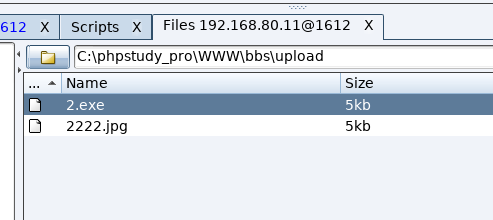 612 X Scripts X Files 192.168.80.11@1612 X
C:\phpstudy_pro\WWW\bbs\upload
... Name Size
2.exe 5kb
2222.jpg 5kb